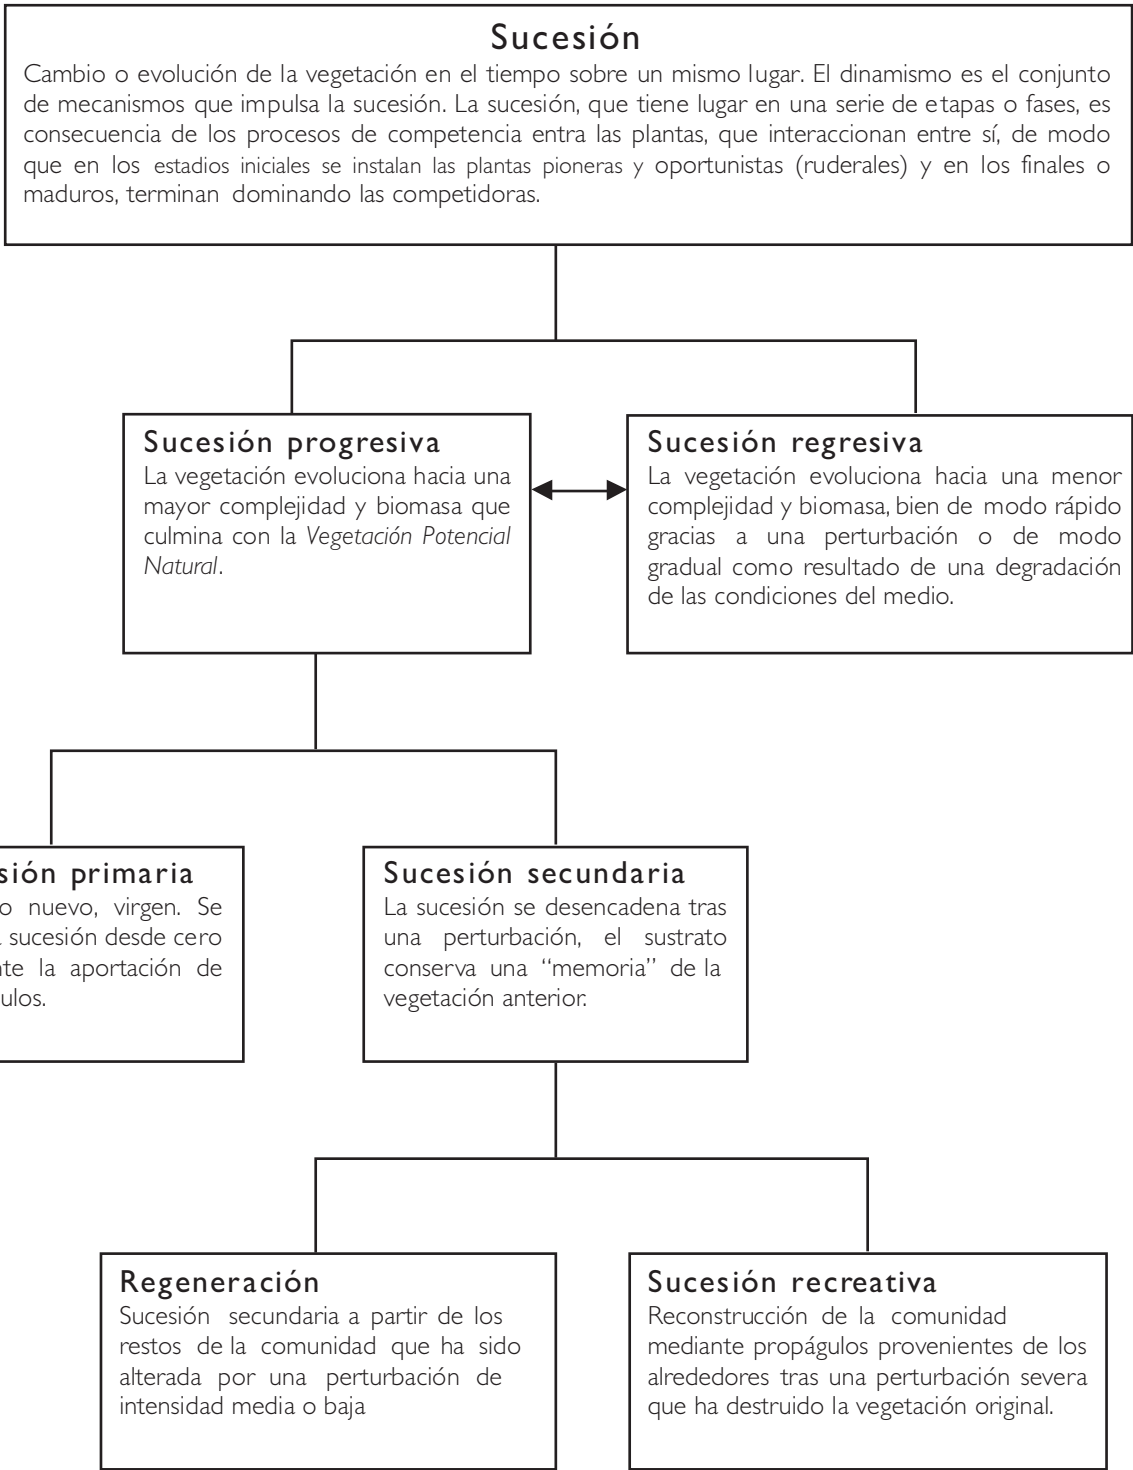 Sucesión
Cambio o evolución de la vegetación en el tiempo sobre un mismo lugar. El dinamismo es el conjunto
de mecanismos que impulsa la sucesión. La sucesión, que tiene lugar en una serie de etapas o fases, es
consecuencia de los procesos de competencia entra las plantas, que interaccionan entre sí, de modo
que en los estadios iniciales se instalan las plantas pioneras y oportunistas (ruderales) y en los finales o
maduros, terminan dominando las competidoras.
Sucesión progresiva
La vegetación evoluciona hacia una
mayor complejidad y biomasa que
culmina con la Vegetación Potencial
Natural.
Sucesión regresiva
La vegetación evoluciona hacia una menor
complejidad y biomasa, bien de modo rápido
gracias a una perturbación o de modo
gradual como resultado de una degradación
de las condiciones del medio.
sión primaria
o nuevo, virgen. Se
sucesión desde cero
nte la aportación de
ulos.
Sucesión secundaria
La sucesión se desencadena tras
una perturbación, el sustrato
conserva una “memoria” de la
vegetación anterior.
Regeneración
Sucesión secundaria a partir de los
restos de la comunidad que ha sido
alterada por una perturbación de
intensidad media o baja
Sucesión recreativa
Reconstrucción de la comunidad
mediante propágulos provenientes de los
alrededores tras una perturbación severa
que ha destruido la vegetación original.